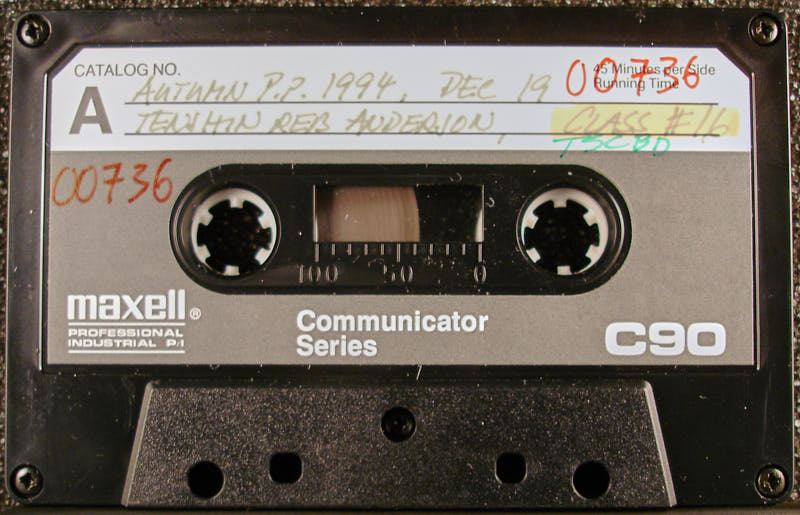 CATALOG NO.
45 Minutes per Side
Running Time
00736
A
AUTUMN P.P. 1994, DEC 19
TENSHIN REB ANDERSON, CLASS #16
TSCBD
00736
100 50 0
maxell®
PROFESSIONAL
INDUSTRIAL P/I
Communicator
Series
C90